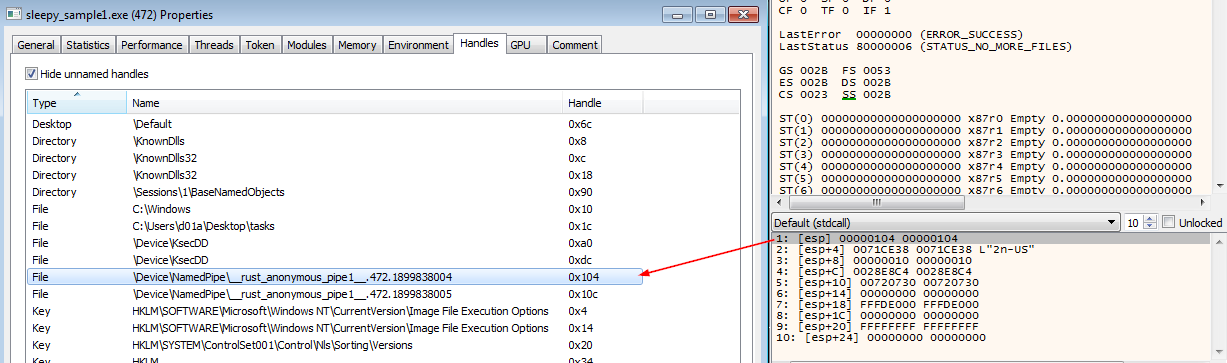 sleepy_sample1.exe (472) Properties
General Statistics Performance Threads Token Modules Memory Environment Handles GPU Comment
Hide unnamed handles
Type Name Handle
Desktop \Default 0x6c
Directory \KnownDlls 0x8
Directory \KnownDlls32 0xc
Directory \KnownDlls32 0x18
Directory \Sessions\1\BaseNamedObjects 0x90
File C:\Windows 0x10
File C:\Users\d01a\Desktop\tasks 0x1c
File \Device\KsecDD 0xa0
File \Device\KsecDD 0xdc
File \Device\NamedPipe\__rust_anonymous_pipe1__.472.1899838004 0x104
File \Device\NamedPipe\__rust_anonymous_pipe1__.472.1899838005 0x10c
Key HKLM\SOFTWARE\Microsoft\Windows NT\CurrentVersion\Image File Execution Options 0x4
Key HKLM\SOFTWARE\Microsoft\Windows NT\CurrentVersion\Image File Execution Options 0x14
Key HKLM\SYSTEM\ControlSet001\Control\Nls\Sorting\Versions 0x20
Key HKLM 0x34
CF 0 TF 0 IF 1
LastError 00000000 (ERROR_SUCCESS)
LastStatus 80000006 (STATUS_NO_MORE_FILES)
GS 002B FS 0053
ES 002B DS 002B
CS 0023 SS 002B
ST(0) 00000000000000000000 x87r0 Empty 0.000000000000000000
ST(1) 00000000000000000000 x87r1 Empty 0.000000000000000000
ST(2) 00000000000000000000 x87r2 Empty 0.000000000000000000
ST(3) 00000000000000000000 x87r3 Empty 0.000000000000000000
ST(4) 00000000000000000000 x87r4 Empty 0.000000000000000000
ST(5) 00000000000000000000 x87r5 Empty 0.000000000000000000
ST(6) 00000000000000000000 x87r6 Empty 0.000000000000000000
Default (stdcall) 10 Unlocked
1: [esp] 00000104 00000104
2: [esp+4] 0071CE38 0071CE38 L"2n-US"
3: [esp+8] 00000010 00000010
4: [esp+C] 0028E8C4 0028E8C4
5: [esp+10] 00720730 00720730
6: [esp+14] 00000000 00000000
7: [esp+18] FFFDE000 FFFDE000
8: [esp+1C] 00000000 00000000
9: [esp+20] FFFFFFFF FFFFFFFF
10: [esp+24] 00000000 00000000